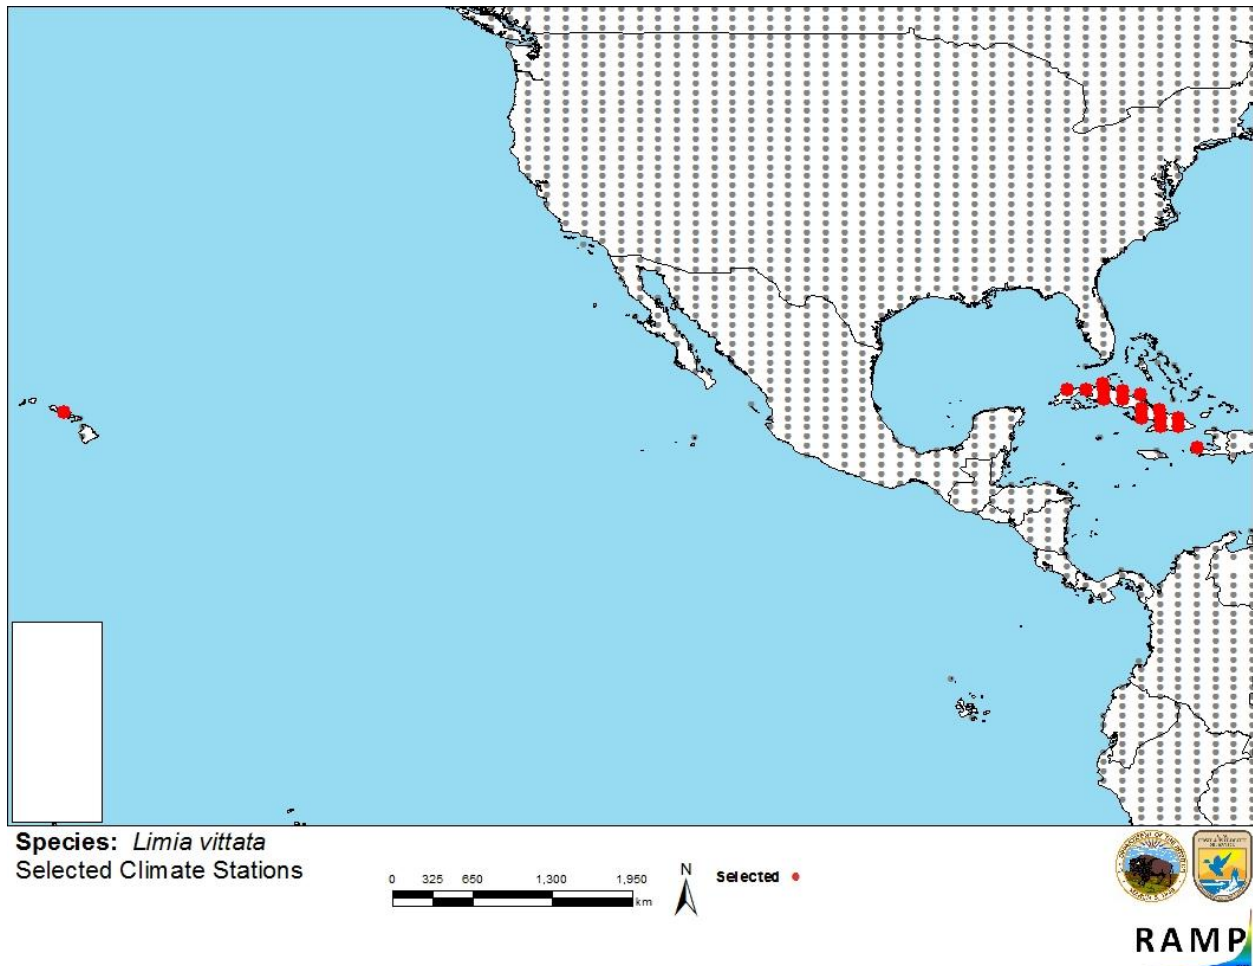 Species: Limia vittata
Selected Climate Stations
0 325 650 1,300 1,950
km
N
Selected
RAMP